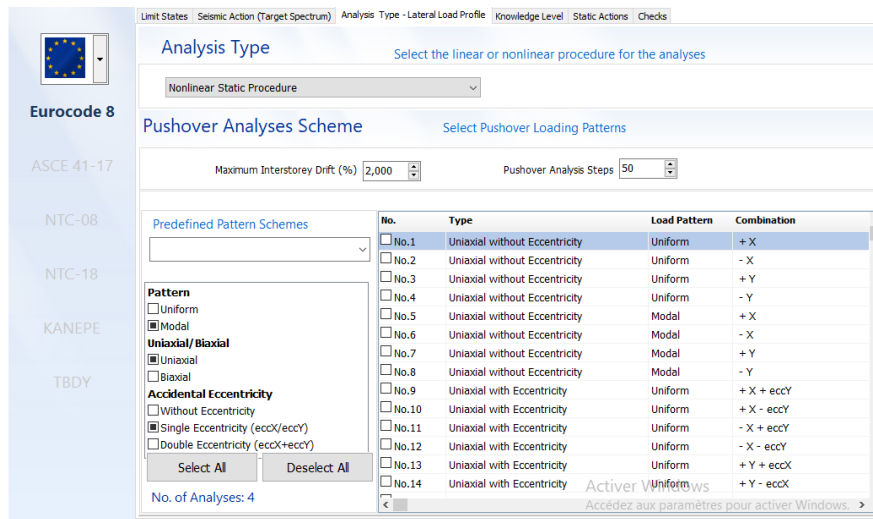 Limit States Seismic Action (Target Spectrum) Analysis Type - Lateral Load Profile Knowledge Level Static Actions Checks
Analysis Type
Select the linear or nonlinear procedure for the analyses
Nonlinear Static Procedure
Eurocode 8
ASCE 41-17
NTC-08
NTC-18
KANEPE
TBDY
Pushover Analyses Scheme
Select Pushover Loading Patterns
Maximum Interstorey Drift (%) 2,000
Pushover Analysis Steps 50
Predefined Pattern Schemes
Pattern
Uniform
Modal
Uniaxial/Biaxial
Uniaxial
Biaxial
Accidental Eccentricity
Without Eccentricity
Single Eccentricity (eccX/eccY)
Double Eccentricity (eccX+eccY)
Select All Deselect All
No. of Analyses: 4
No. Type Load Pattern Combination
No.1 Uniaxial without Eccentricity Uniform + X
No.2 Uniaxial without Eccentricity Uniform - X
No.3 Uniaxial without Eccentricity Uniform + Y
No.4 Uniaxial without Eccentricity Uniform - Y
No.5 Uniaxial without Eccentricity Modal + X
No.6 Uniaxial without Eccentricity Modal - X
No.7 Uniaxial without Eccentricity Modal + Y
No.8 Uniaxial without Eccentricity Modal - Y
No.9 Uniaxial with Eccentricity Uniform + X + eccY
No.10 Uniaxial with Eccentricity Uniform + X - eccY
No.11 Uniaxial with Eccentricity Uniform - X + eccY
No.12 Uniaxial with Eccentricity Uniform - X - eccY
No.13 Uniaxial with Eccentricity Uniform + Y + eccX
No.14 Uniaxial with Eccentricity Uniform + Y - eccX
Activer Windows
Accédez aux paramètres pour activer Windows.